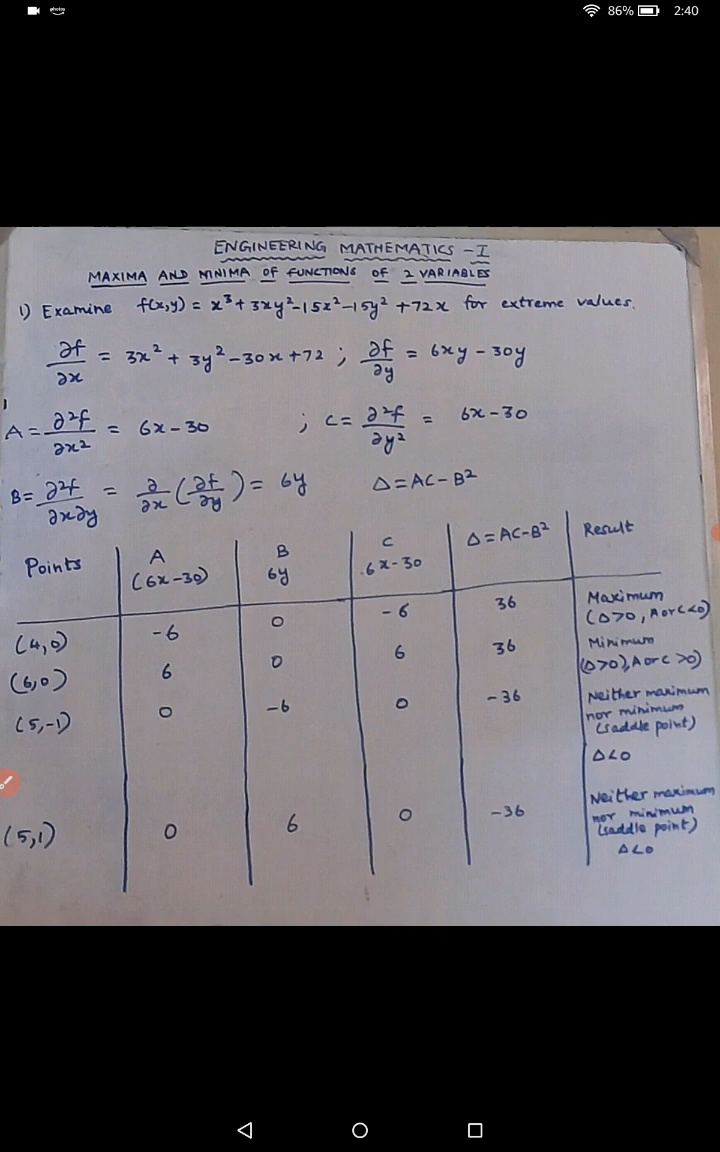 photos 86% 2:40
ENGINEERING MATHEMATICS - I
MAXIMA AND MINIMA OF FUNCTIONS OF 2 VARIABLES
1) Examine f(x,y) = x³ + 3xy² - 15x² - 15y² + 72x for extreme values.
∂f/∂x = 3x² + 3y² - 30x + 72 ; ∂f/∂y = 6xy - 30y
A = ∂²f/∂x² = 6x - 30 ; C = ∂²f/∂y² = 6x - 30
B = ∂²f/∂x∂y = ∂/∂x (∂f/∂y) = 6y Δ = AC - B²
Points A (6x - 30) B 6y C 6x - 30 Δ = AC - B² Result
(4,0) -6 0 -6 36 Maximum
(Δ>0, A or C<0)
(6,0) 6 0 6 36 Minimum
(Δ>0), A or C >0)
(5,-1) 0 -6 0 -36 Neither maximum
nor minimum
(saddle point)
Δ<0
(5,1) 0 6 0 -36 Neither maximum
nor minimum
(saddle point)
Δ<0